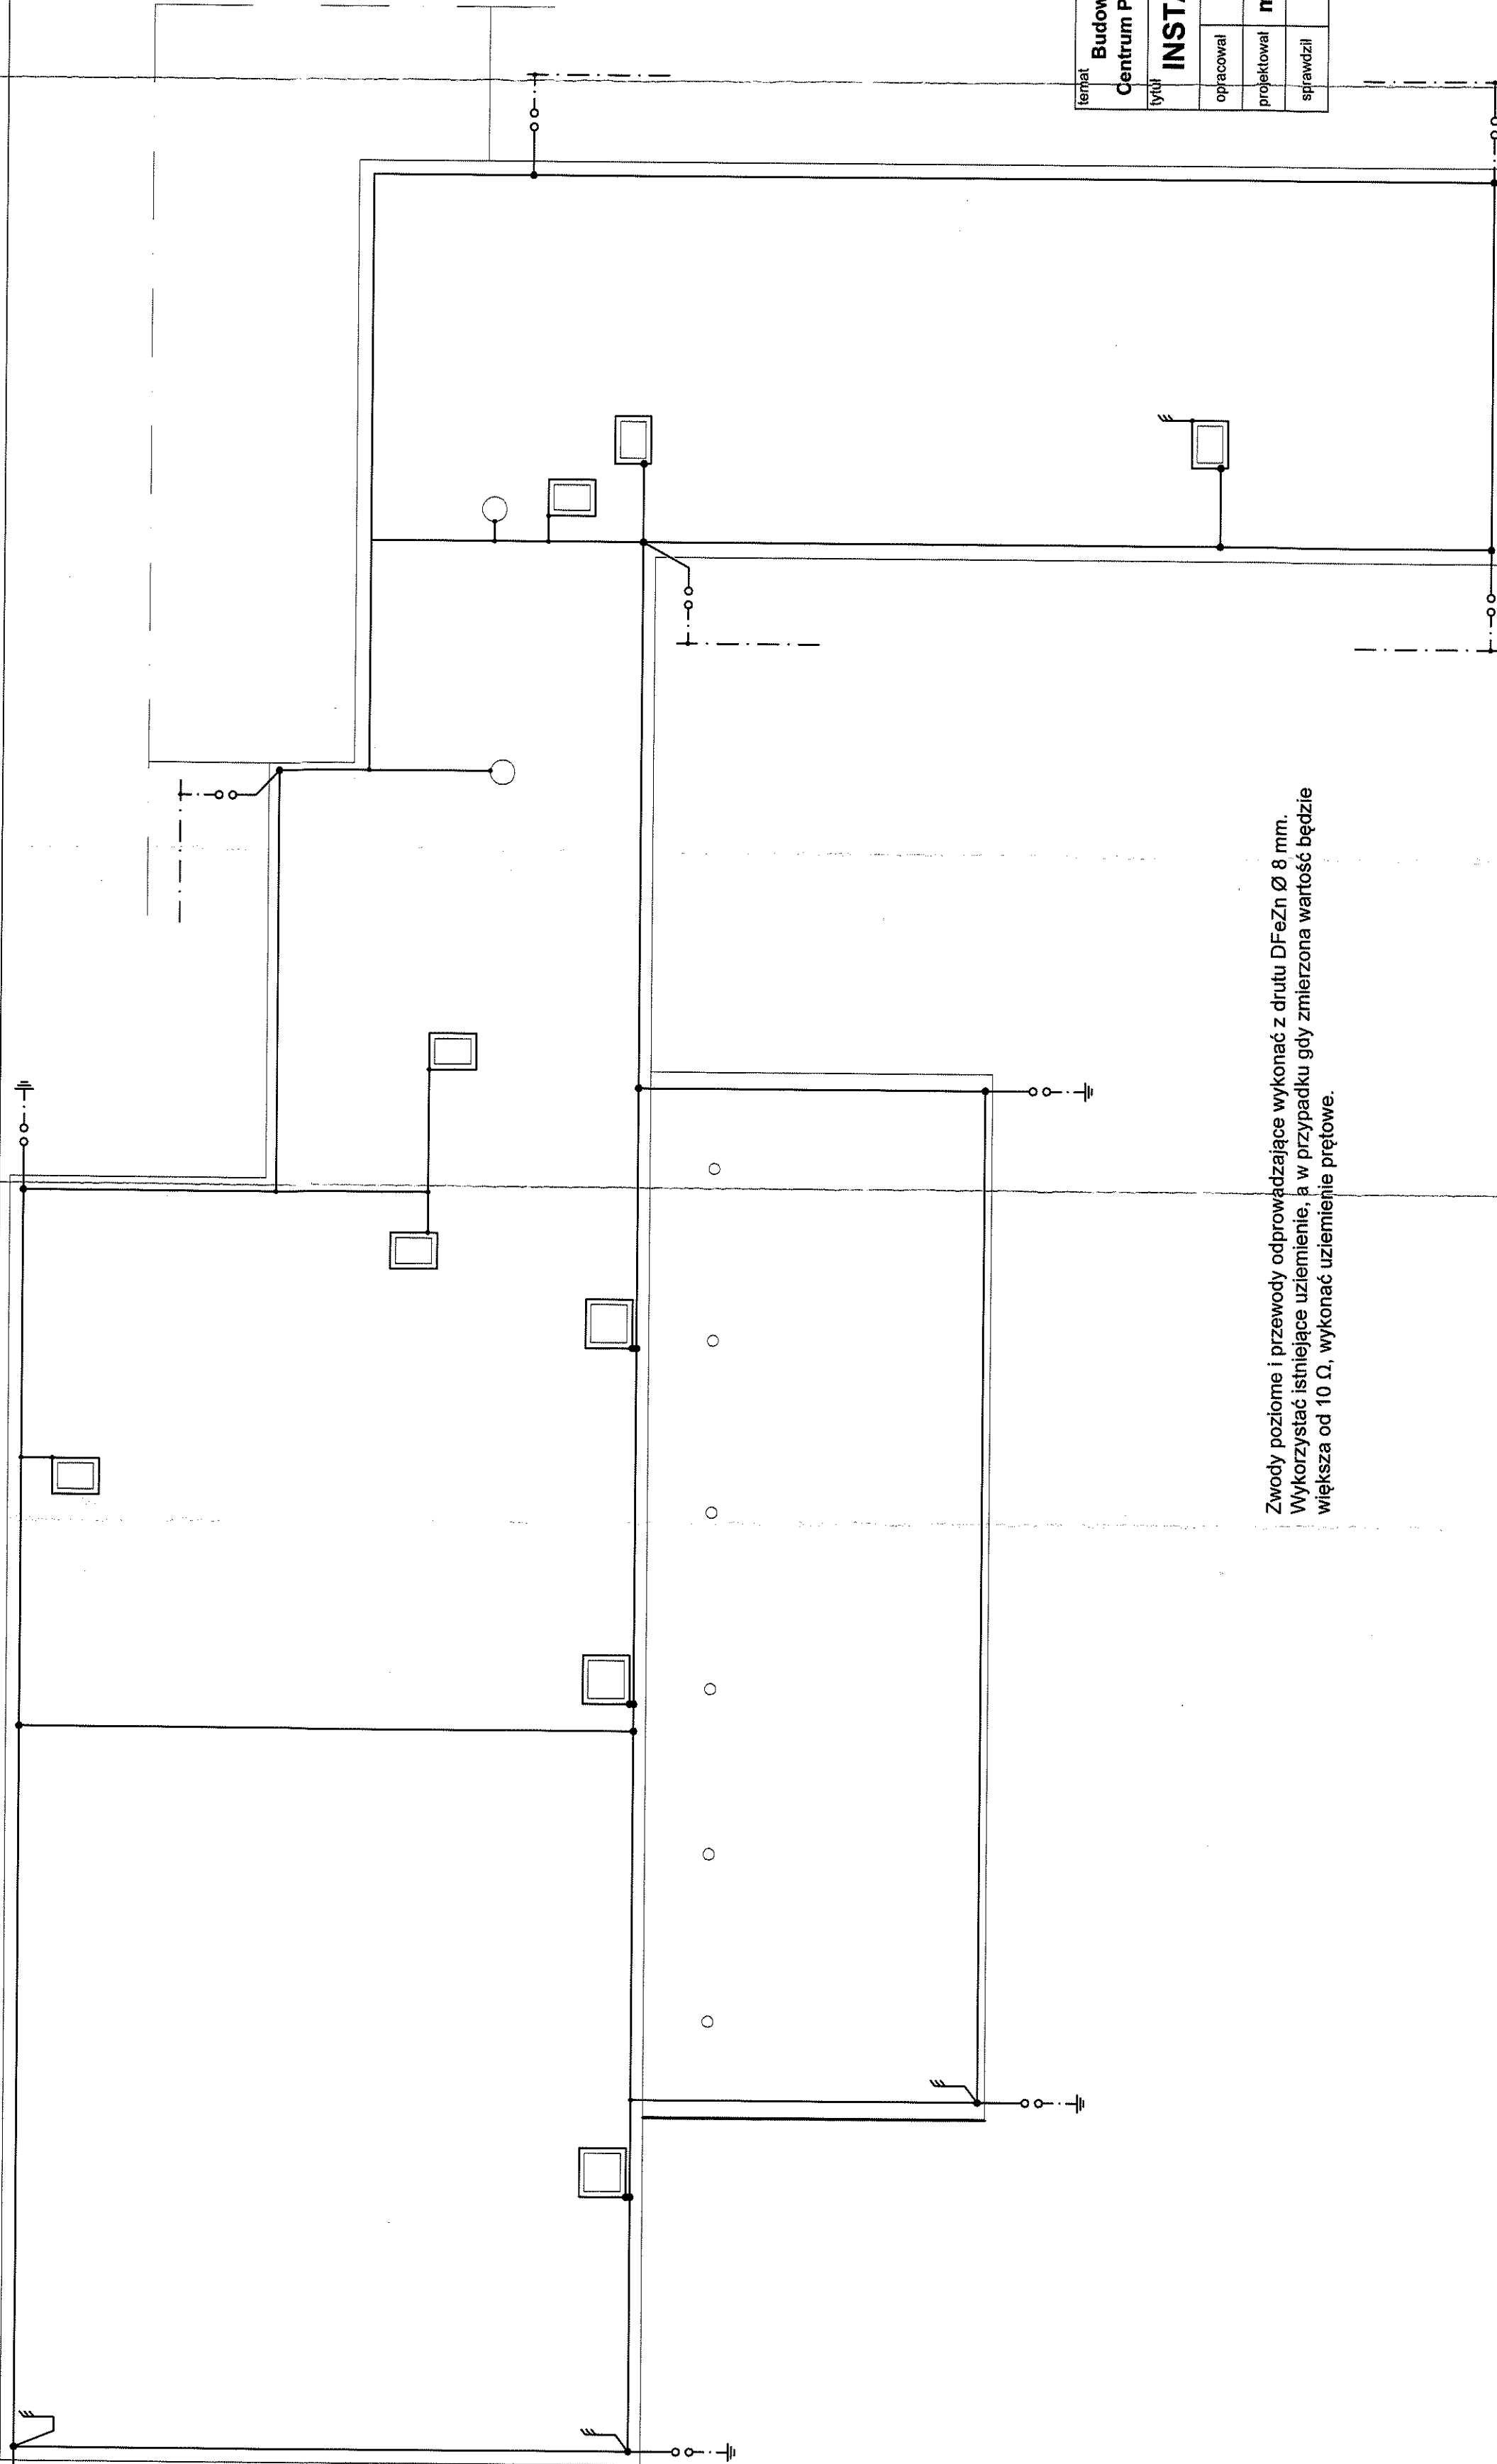 Zwody poziome i przewody odprowadzające wykonać z drutu DFeZn Ø 8 mm.
Wykorzystać istniejące uziemienie, a w przypadku gdy zmierzona wartość będzie
większa od 10 Ω, wykonać uziemienie prętowe.
temat
Budow
Centrum P
tytuł
INSTA
opracował
projektował m
sprawdził